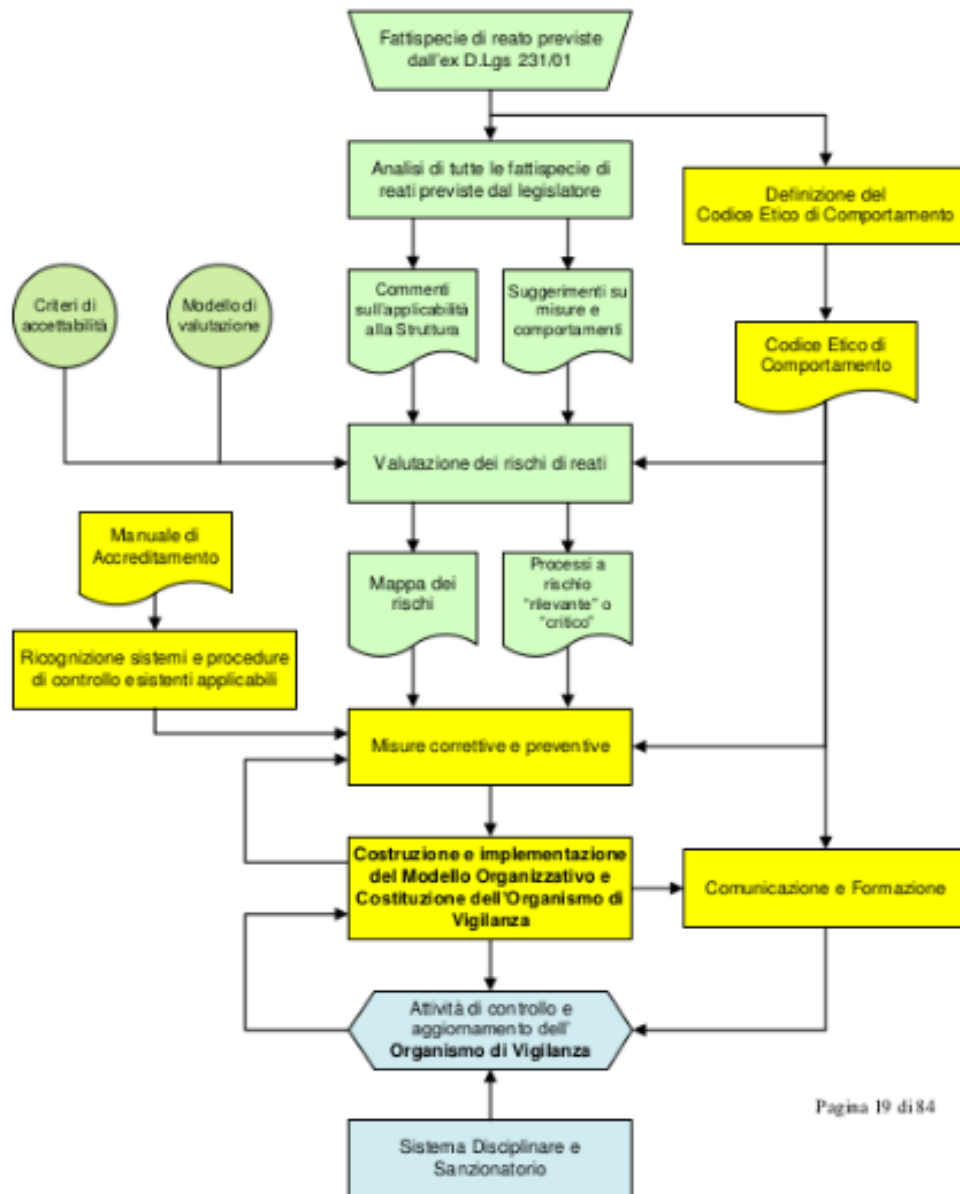 Fattispecie di reato previste
dall'ex D.Lgs 231/01
Analisi di tutte le fattispecie di
reati previste dal legislatore
Definizione del
Codice Etico di Comportamento
Criteri di
accettabilità
Modello di
valutazione
Commenti
sull'applicabilità
alla Struttura
Suggerimenti su
misure e
comportamenti
Codice Etico di
Comportamento
Valutazione dei rischi di reati
Manuale di
Accreditamento
Mappa dei
rischi
Processi a
rischio
"rilevante" o
"critico"
Ricognizione sistemi e procedure
di controllo esistenti applicabili
Misure correttive e preventive
Costruzione e implementazione
del Modello Organizzativo e
Costituzione dell'Organismo di
Vigilanza
Comunicazione e Formazione
Attività di controllo e
aggiornamento dell'
Organismo di Vigilanza
Pagina 19 di 84
Sistema Disciplinare e
Sanzionatorio